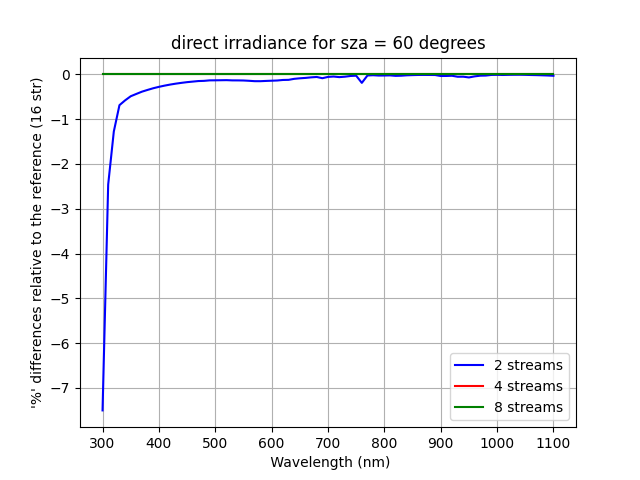 direct irradiance for sza = 60 degrees
'%' differences relative to the reference (16 str)
0
−1
−2
−3
−4
−5
−6
−7
2 streams
4 streams
8 streams
300 400 500 600 700 800 900 1000 1100
Wavelength (nm)